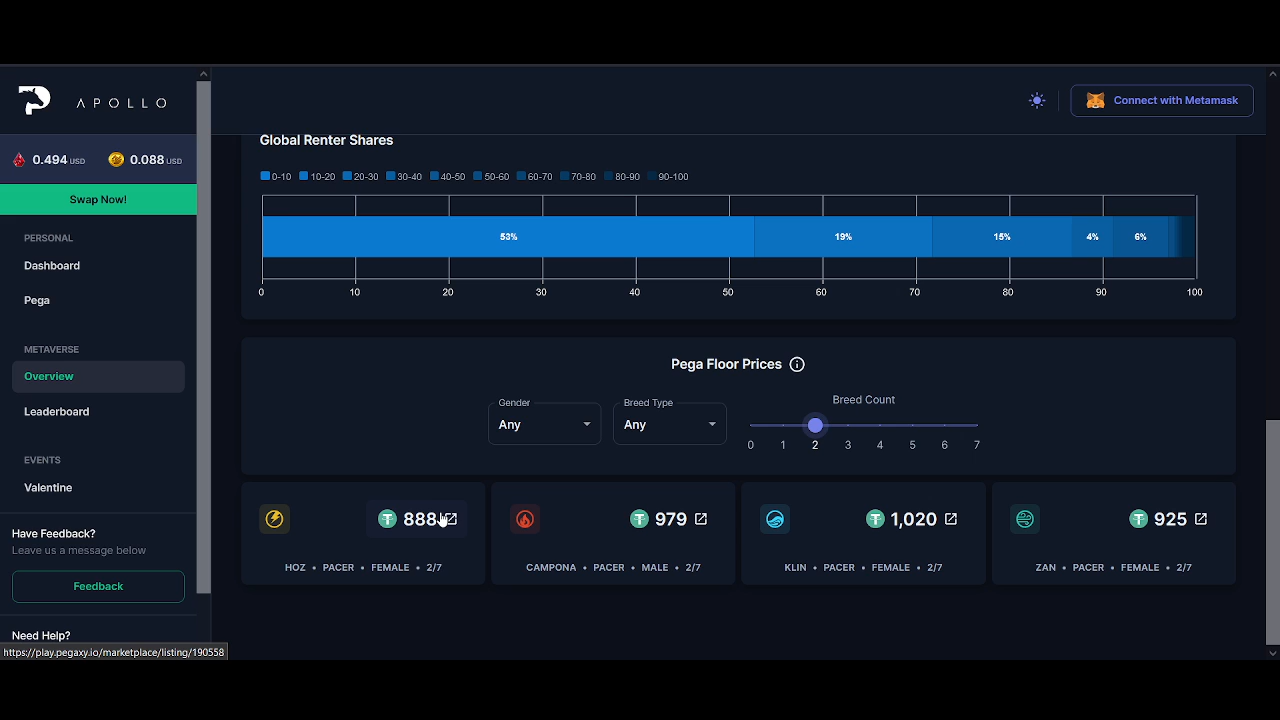 APOLLO
Connect with Metamask
0.494 USD
0.088 USD
Swap Now!
PERSONAL
Dashboard
Pega
METAVERSE
Overview
Leaderboard
EVENTS
Valentine
Have Feedback?
Leave us a message below
Feedback
Need Help?
https://play.pegaxy.io/marketplace/listing/190558
Global Renter Shares
0-10 10-20 20-30 30-40 40-50 50-60 60-70 70-80 80-90 90-100
53% 19% 15% 4% 6%
0 10 20 30 40 50 60 70 80 90 100
Pega Floor Prices
Gender
Any
Breed Type
Any
Breed Count
0 1 2 3 4 5 6 7
888
HOZ • PACER • FEMALE • 2/7
979
CAMPONA • PACER • MALE • 2/7
1,020
KLIN • PACER • FEMALE • 2/7
925
ZAN • PACER • FEMALE • 2/7